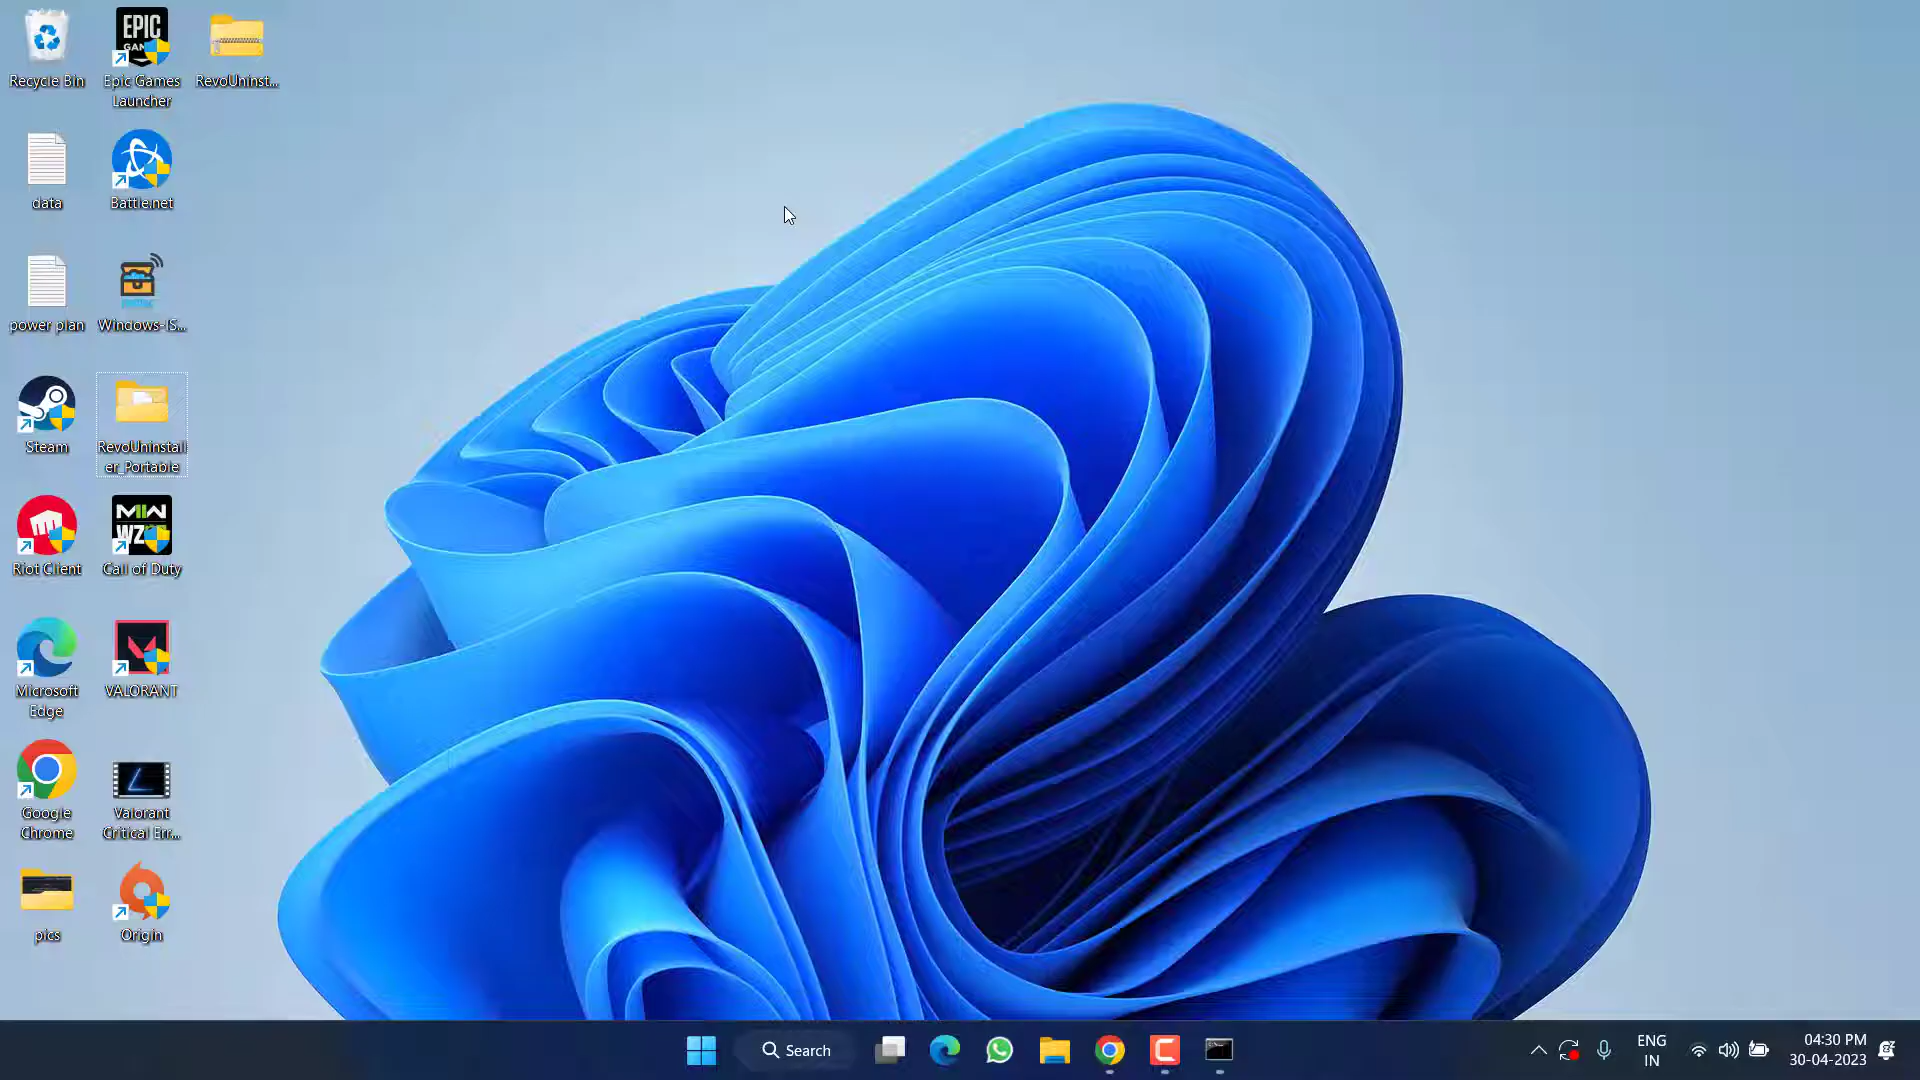 Recycle Bin
EPIC
GAMES
Epic Games
Launcher
RevoUninst...
data
Battle.net
power plan
Windows-IS...
Steam
RevoUninstall
er_Portable
Riot Client
MW
WZ
Call of Duty
Microsoft
Edge
VALORANT
Google
Chrome
Valorant
Critical Err...
pics
Origin
Search
ENG
IN
04:30 PM
30-04-2023